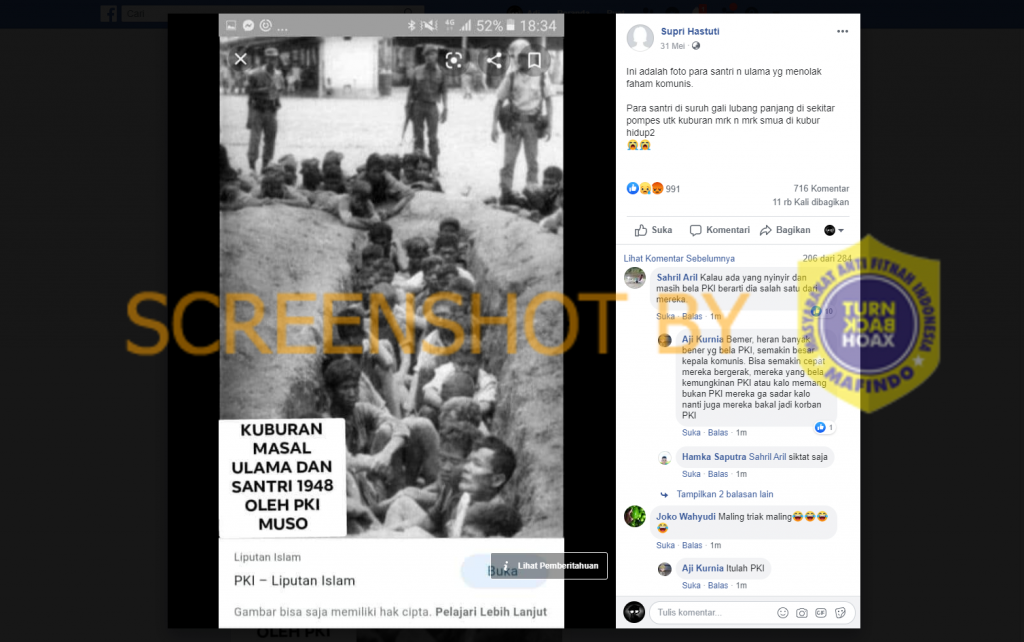 Cari
52% 18:34
4G
KUBURAN
MASAL
ULAMA DAN
SANTRI 1948
OLEH PKI
MUSO
Liputan Islam
PKI – Liputan Islam
Buka
Lihat Pemberitahuan
Gambar bisa saja memiliki hak cipta. Pelajari Lebih Lanjut
SCREENSHOT BY
MASYARAKAT ANTI FITNAH INDONESIA
TURN
BACK
HOAX
MAFINDO
Supri Hastuti
31 Mei
Ini adalah foto para santri n ulama yg menolak
faham komunis.
Para santri di suruh gali lubang panjang di sekitar
pompes utk kuburan mrk n mrk smua di kubur
hidup2
991
716 Komentar
11 rb Kali dibagikan
Suka Komentari Bagikan
Lihat Komentar Sebelumnya 206 dari 284
Sahril Aril Kalau ada yang nyinyir dan
masih bela PKI berarti dia salah satu dari
mereka
10
Suka · Balas · 1m
Aji Kurnia Bemer, heran banyak
bener yg bela PKI, semakin besar
kepala komunis. Bisa semakin cepat
mereka bergerak, mereka yang bela
kemungkinan PKI atau kalo memang
bukan PKI mereka ga sadar kalo
nanti juga mereka bakal jadi korban
PKI
1
Suka · Balas · 1m
Hamka Saputra Sahril Aril siktat saja
Suka · Balas · 1m
Tampilkan 2 balasan lain
Joko Wahyudi Maling triak maling😂😂😂
😂
Suka · Balas · 1m
Aji Kurnia Itulah PKI
Suka · Balas · 1m
Tulis komentar...
OLEH PKI